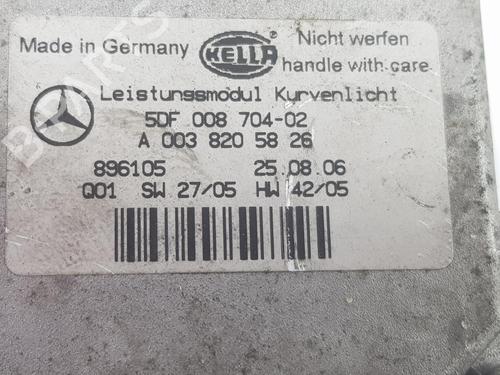 Made in Germany HELLA Nicht werfen
handle with care
Leistungsmodul Kurvenlicht
5DF 008 704-02
A 003 820 58 26
896105 25.08.06
Q01 SW 27/05 HW 42/05